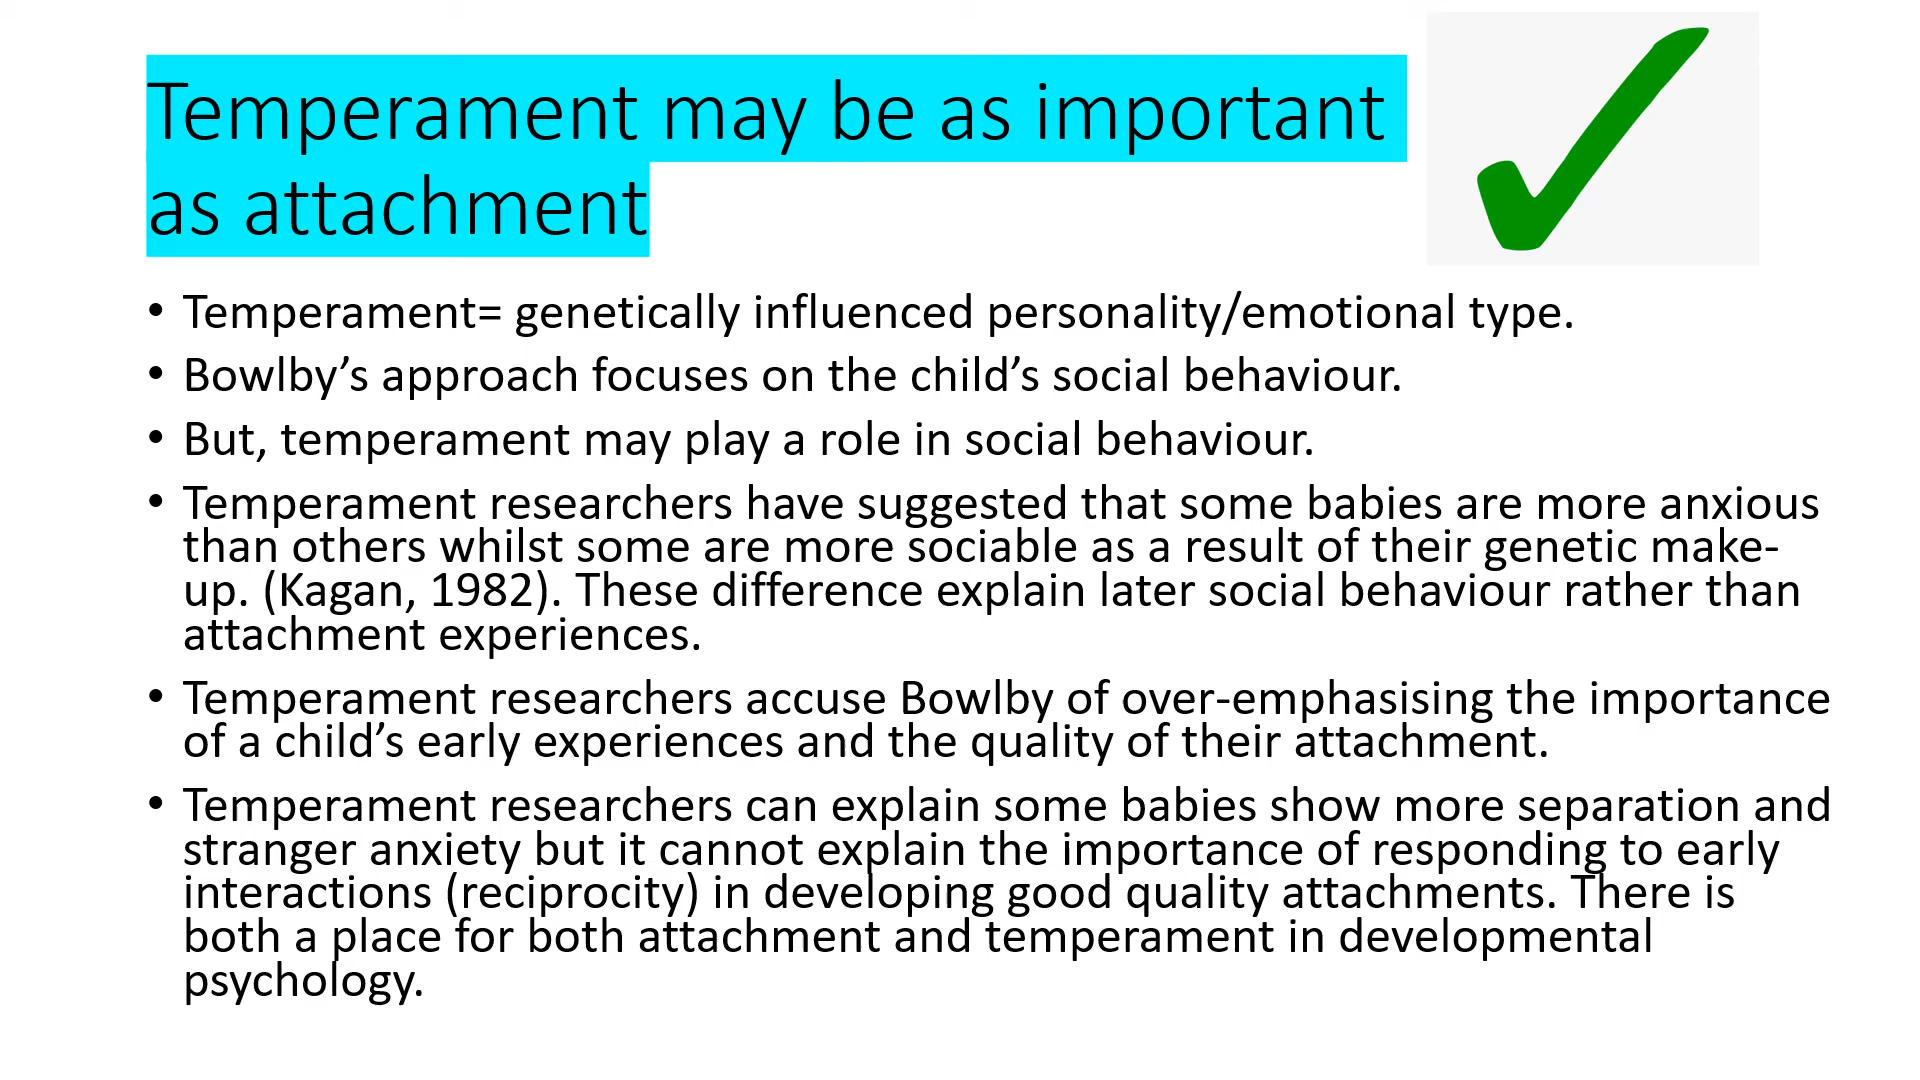 Temperament may be as important
as attachment
• Temperament= genetically influenced personality/emotional type.
• Bowlby’s approach focuses on the child’s social behaviour.
• But, temperament may play a role in social behaviour.
• Temperament researchers have suggested that some babies are more anxious
than others whilst some are more sociable as a result of their genetic make-
up. (Kagan, 1982). These difference explain later social behaviour rather than
attachment experiences.
• Temperament researchers accuse Bowlby of over-emphasising the importance
of a child’s early experiences and the quality of their attachment.
• Temperament researchers can explain some babies show more separation and
stranger anxiety but it cannot explain the importance of responding to early
interactions (reciprocity) in developing good quality attachments. There is
both a place for both attachment and temperament in developmental
psychology.